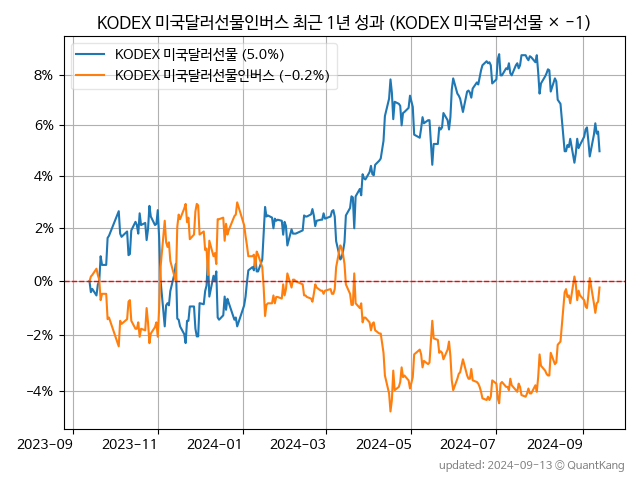 KODEX 미국달러선물인버스 최근 1년 성과 (KODEX 미국달러선물 × −1)
KODEX 미국달러선물 (5.0%)
KODEX 미국달러선물인버스 (−0.2%)
8%
6%
4%
2%
0%
−2%
−4%
2023-09 2023-11 2024-01 2024-03 2024-05 2024-07 2024-09
updated: 2024-09-13 © QuantKang